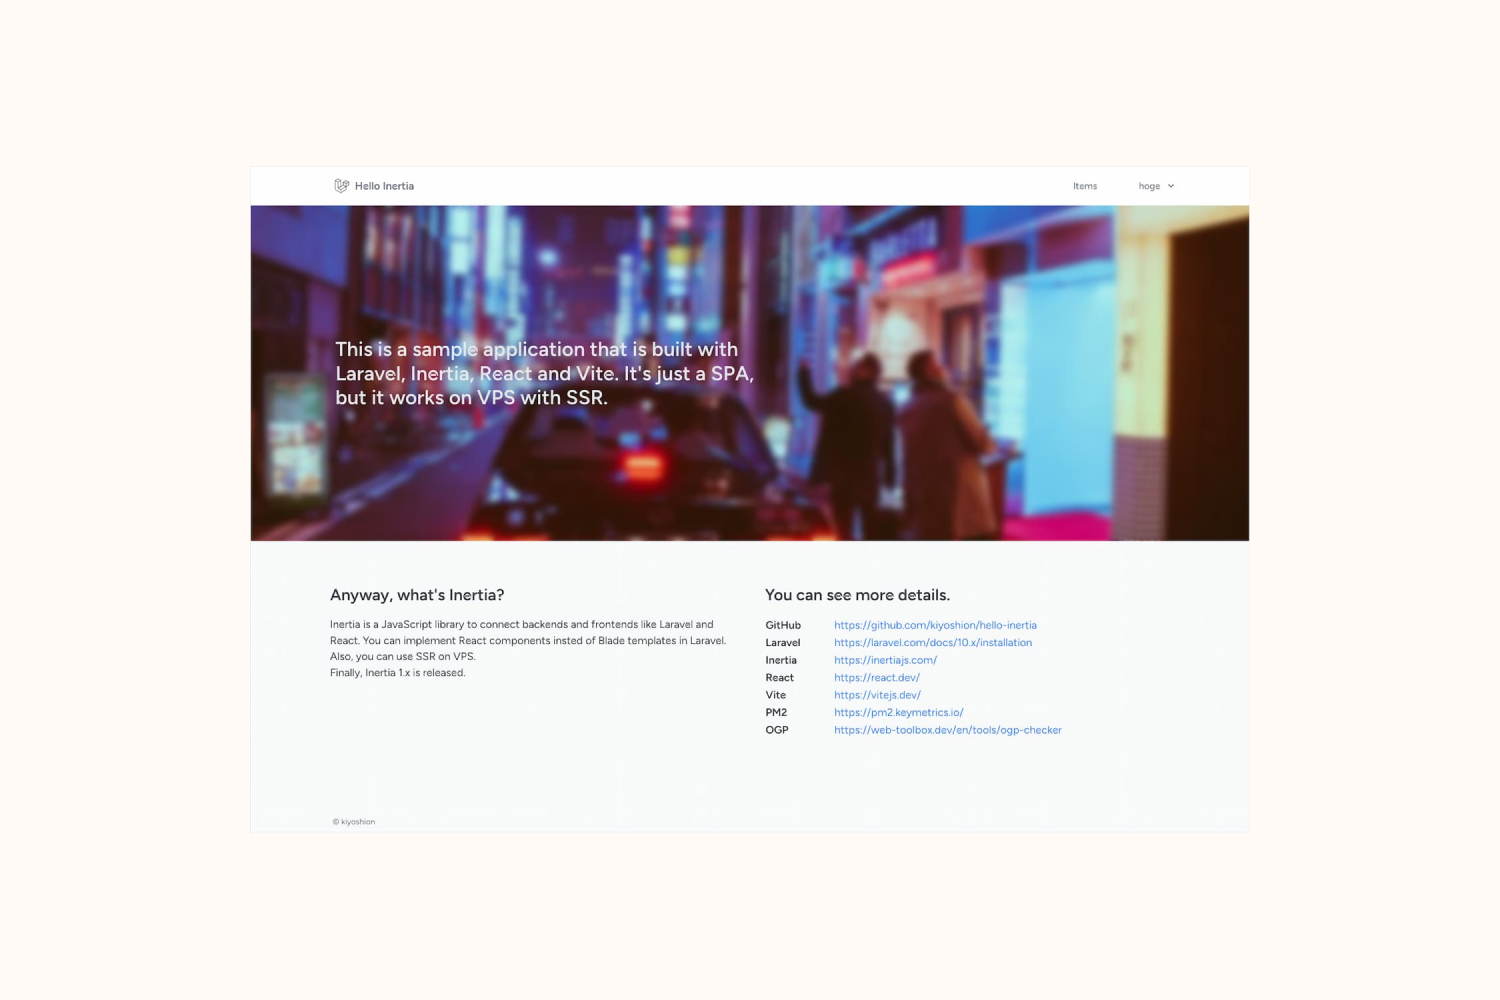 Hello Inertia
Items
hoge
This is a sample application that is built with
Laravel, Inertia, React and Vite. It's just a SPA,
but it works on VPS with SSR.
Anyway, what's Inertia?
Inertia is a JavaScript library to connect backends and frontends like Laravel and
React. You can implement React components insted of Blade templates in Laravel.
Also, you can use SSR on VPS.
Finally, Inertia 1.x is released.
You can see more details.
GitHub https://github.com/kiyoshion/hello-inertia
Laravel https://laravel.com/docs/10.x/installation
Inertia https://inertiajs.com/
React https://react.dev/
Vite https://vitejs.dev/
PM2 https://pm2.keymetrics.io/
OGP https://web-toolbox.dev/en/tools/ogp-checker
© kiyoshion